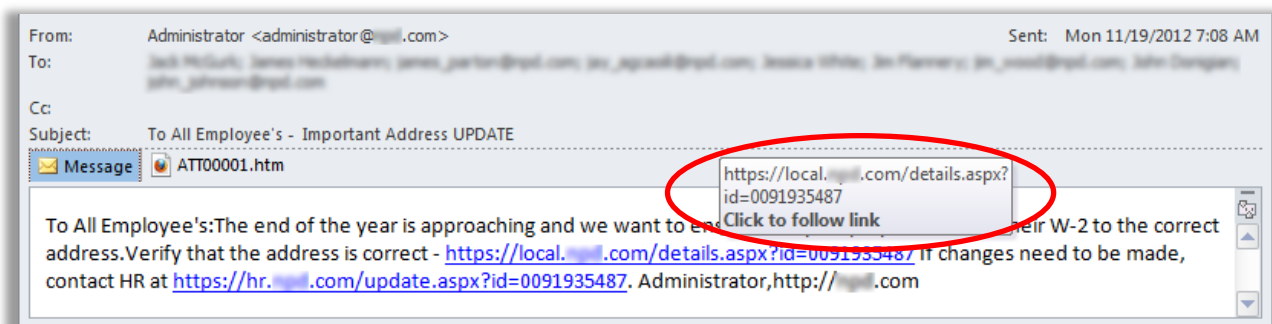 From: Administrator <administrator@ .com> Sent: Mon 11/19/2012 7:08 AM
To:
Cc:
Subject: To All Employee's - Important Address UPDATE
Message ATT00001.htm
https://local. .com/details.aspx?
id=0091935487
Click to follow link
To All Employee's:The end of the year is approaching and we want to en eir W-2 to the correct
address.Verify that the address is correct - https://local. .com/details.aspx?id=0091935487 If changes need to be made,
contact HR at https://hr. .com/update.aspx?id=0091935487. Administrator,http:// .com